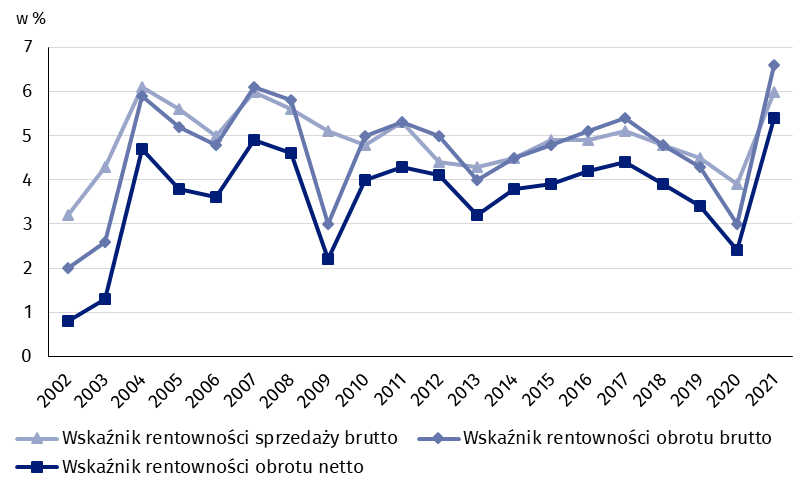 w %
7
6
5
4
3
2
1
0
2002 2003 2004 2005 2006 2007 2008 2009 2010 2011 2012 2013 2014 2015 2016 2017 2018 2019 2020 2021
Wskaźnik rentowności sprzedaży brutto Wskaźnik rentowności obrotu brutto
Wskaźnik rentowności obrotu netto